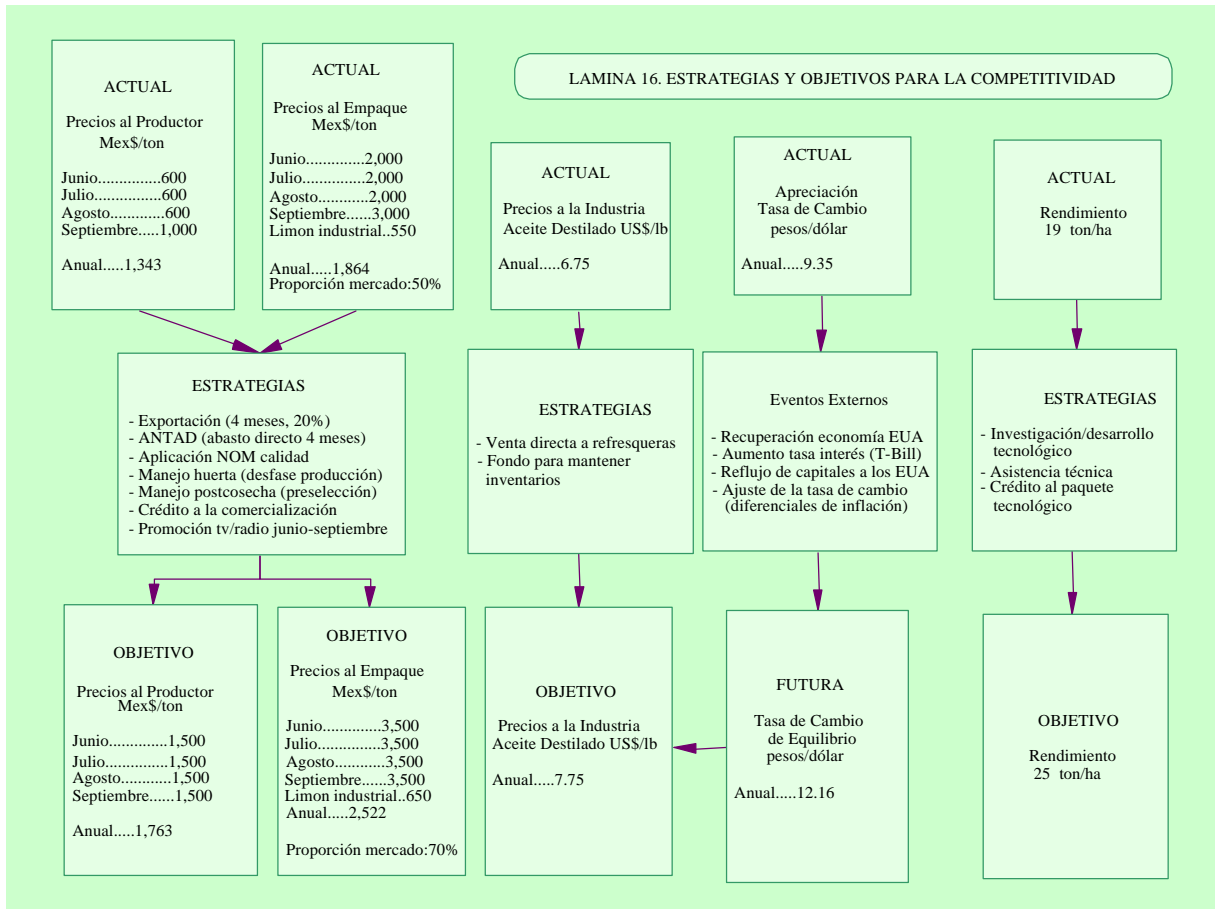 LAMINA 16. ESTRATEGIAS Y OBJETIVOS PARA LA COMPETITIVIDAD
ACTUAL
Precios al Productor
Mex$/ton
Junio...............600
Julio................600
Agosto.............600
Septiembre.....1,000
Anual.....1,343
ACTUAL
Precios al Empaque
Mex$/ton
Junio..............2,000
Julio...............2,000
Agosto............2,000
Septiembre......3,000
Limon industrial..550
Anual.....1,864
Proporción mercado:50%
ACTUAL
Precios a la Industria
Aceite Destilado US$/lb
Anual.....6.75
ACTUAL
Apreciación
Tasa de Cambio
pesos/dólar
Anual.....9.35
ACTUAL
Rendimiento
19 ton/ha
ESTRATEGIAS
- Exportación (4 meses, 20%)
- ANTAD (abasto directo 4 meses)
- Aplicación NOM calidad
- Manejo huerta (desfase producción)
- Manejo postcosecha (preselección)
- Crédito a la comercialización
- Promoción tv/radio junio-septiembre
ESTRATEGIAS
- Venta directa a refresqueras
- Fondo para mantener
inventarios
Eventos Externos
- Recuperación economía EUA
- Aumento tasa interés (T-Bill)
- Reflujo de capitales a los EUA
- Ajuste de la tasa de cambio
(diferenciales de inflación)
ESTRATEGIAS
- Investigación/desarrollo
tecnológico
- Asistencia técnica
- Crédito al paquete
tecnológico
OBJETIVO
Precios al Productor
Mex$/ton
Junio..............1,500
Julio...............1,500
Agosto............1,500
Septiembre......1,500
Anual.....1,763
OBJETIVO
Precios al Empaque
Mex$/ton
Junio..............3,500
Julio...............3,500
Agosto............3,500
Septiembre......3,500
Limon industrial..650
Anual.....2,522
Proporción mercado:70%
OBJETIVO
Precios a la Industria
Aceite Destilado US$/lb
Anual.....7.75
FUTURA
Tasa de Cambio
de Equilibrio
pesos/dólar
Anual.....12.16
OBJETIVO
Rendimiento
25 ton/ha